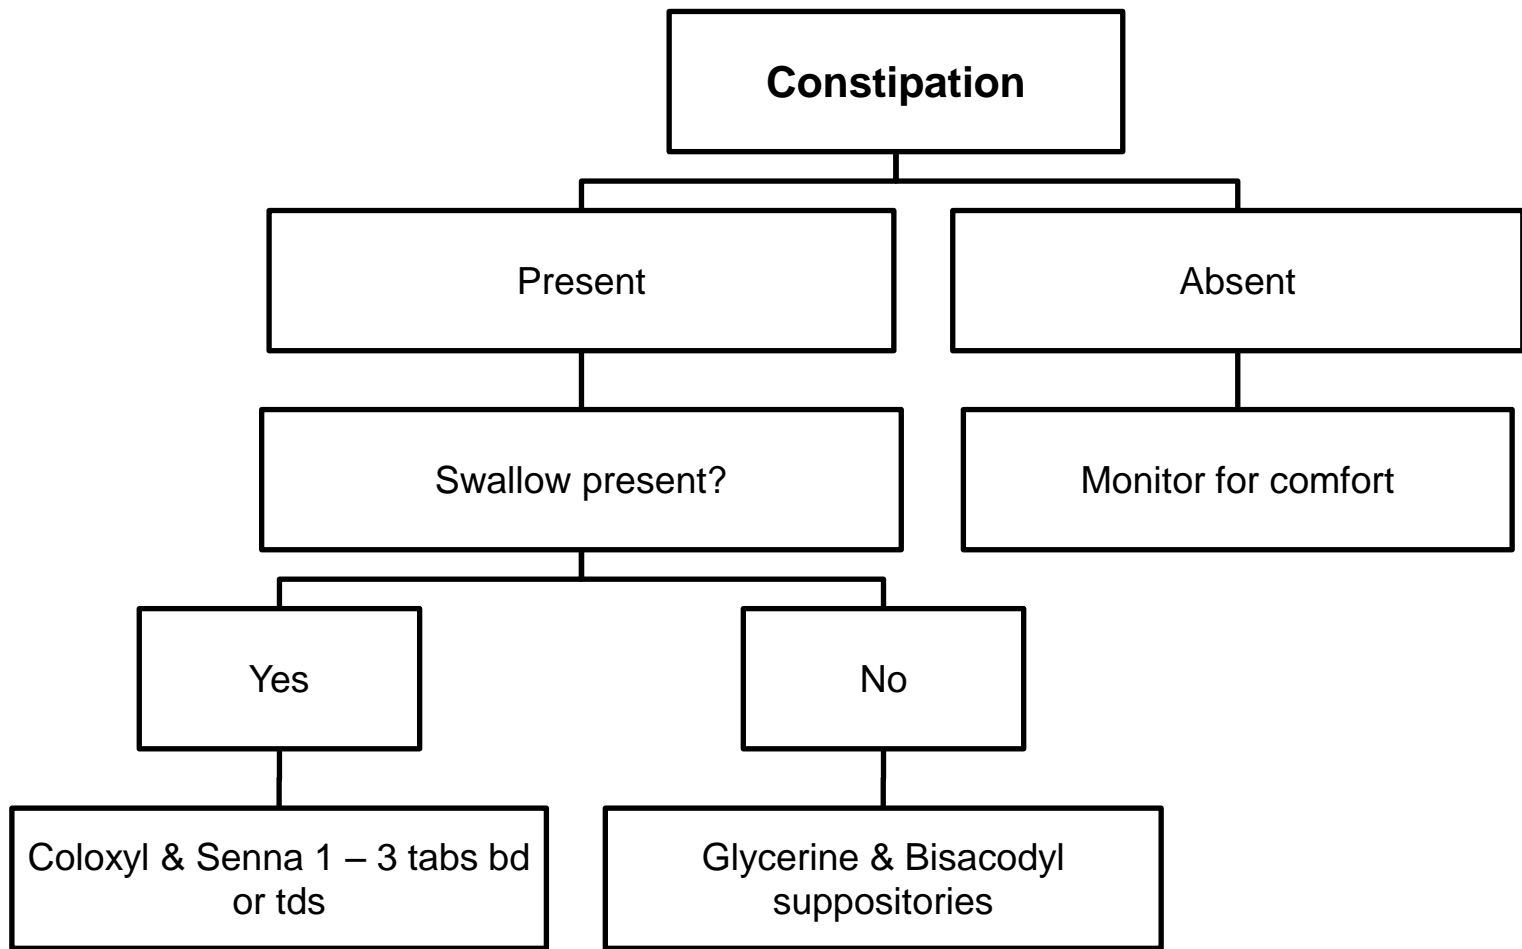 Constipation
Present
Absent
Swallow present?
Monitor for comfort
Yes
No
Coloxyl & Senna 1 – 3 tabs bd
or tds
Glycerine & Bisacodyl
suppositories